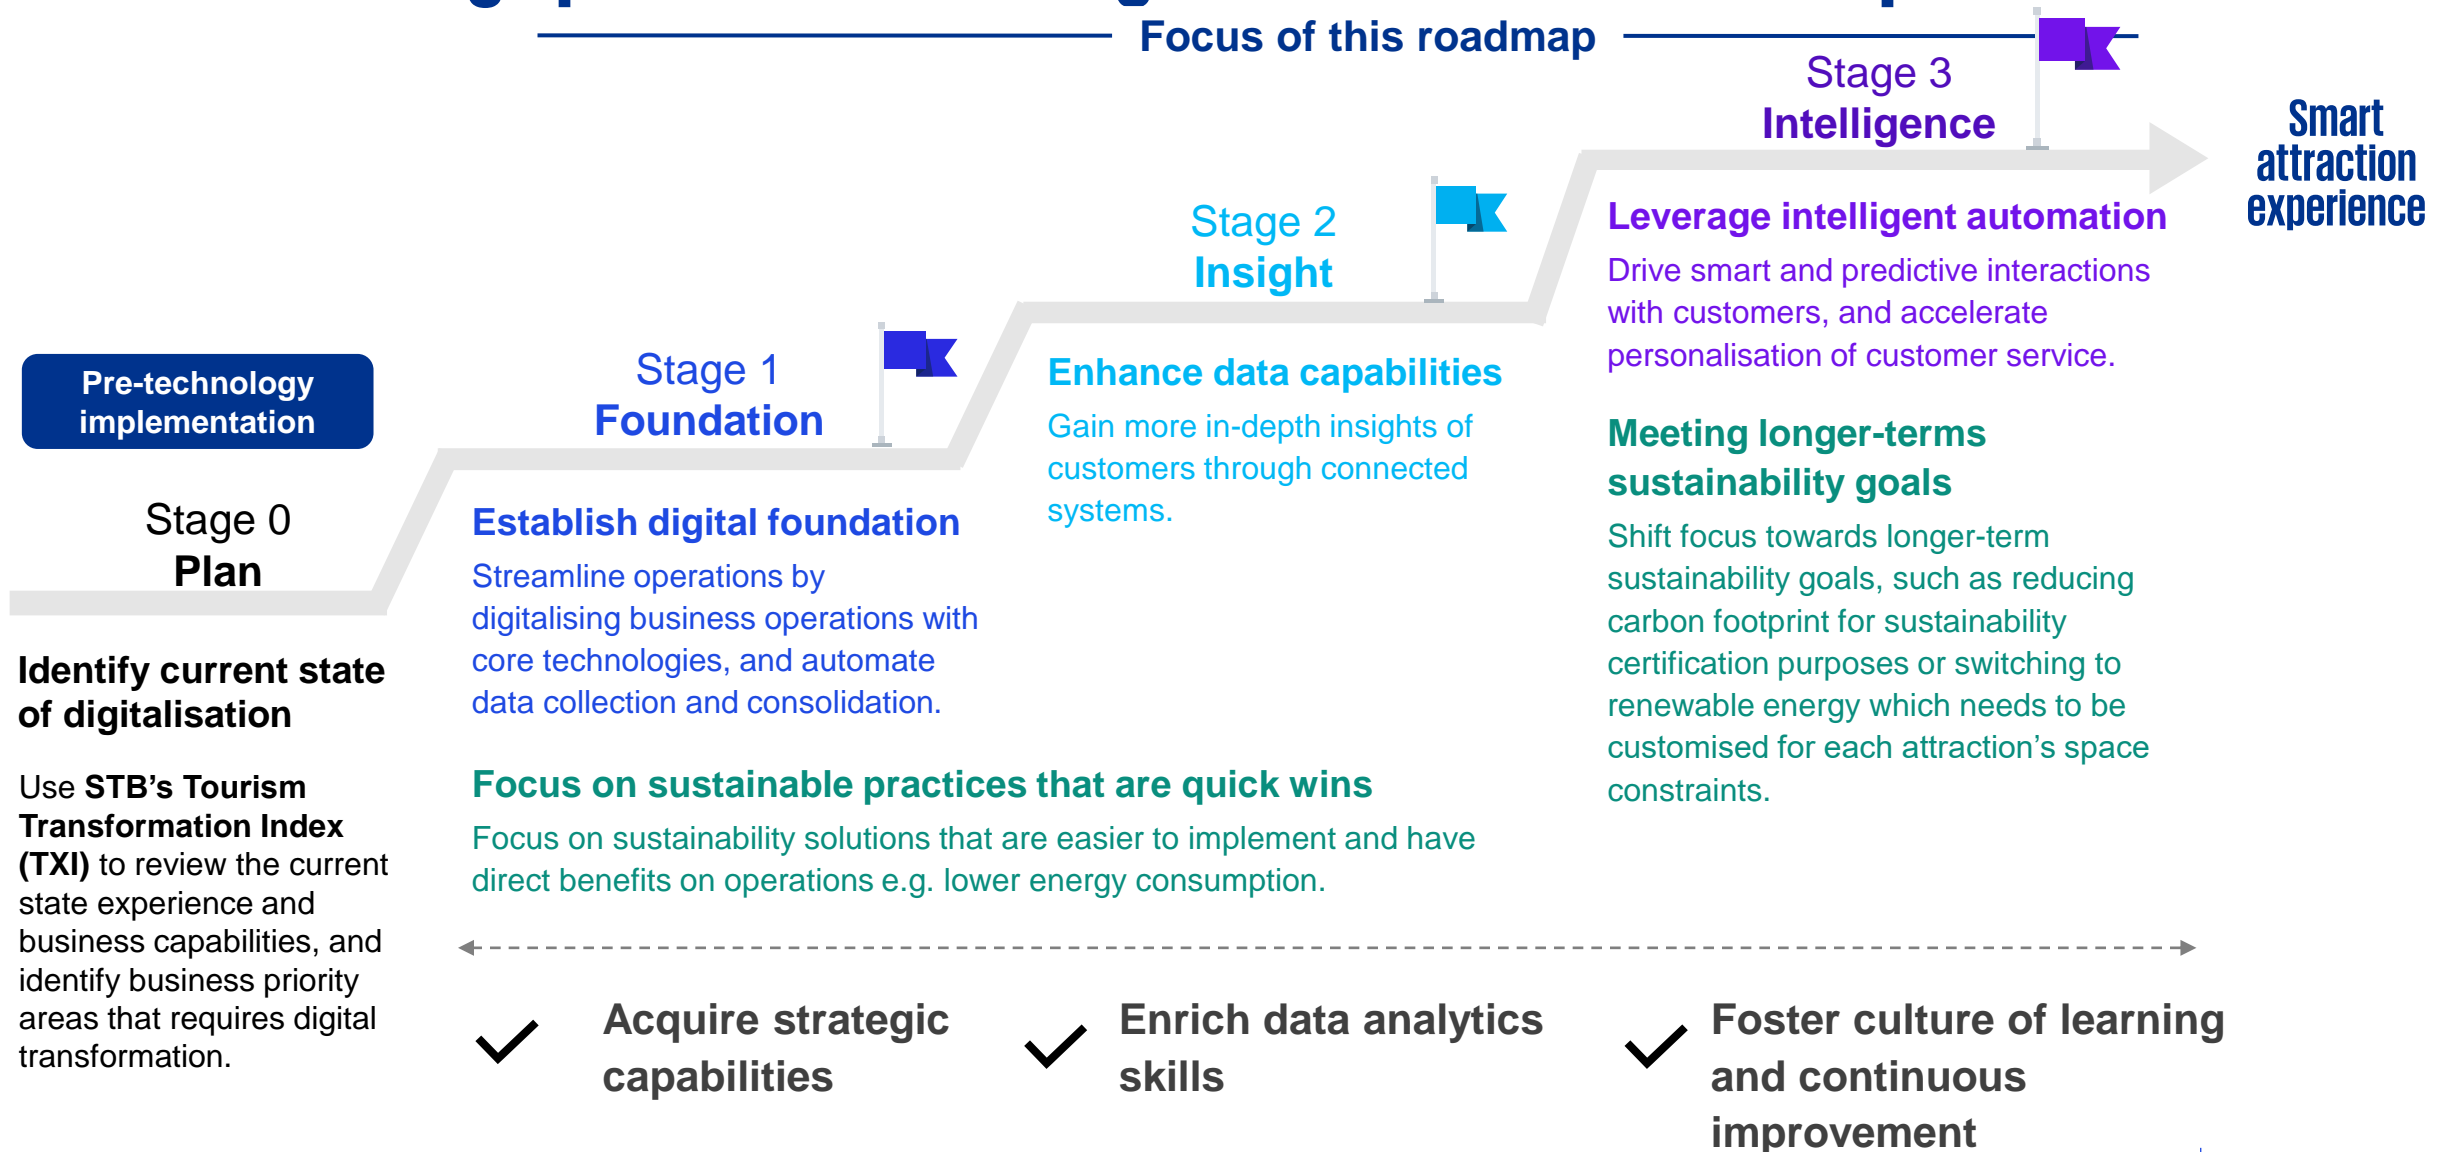 Focus of this roadmap
Stage 3
Intelligence
Smart
attraction
experience
Leverage intelligent automation
Drive smart and predictive interactions
with customers, and accelerate
personalisation of customer service.
Meeting longer-terms
sustainability goals
Shift focus towards longer-term
sustainability goals, such as reducing
carbon footprint for sustainability
certification purposes or switching to
renewable energy which needs to be
customised for each attraction’s space
constraints.
Stage 2
Insight
Enhance data capabilities
Gain more in-depth insights of
customers through connected
systems.
Stage 1
Foundation
Establish digital foundation
Streamline operations by
digitalising business operations with
core technologies, and automate
data collection and consolidation.
Focus on sustainable practices that are quick wins
Focus on sustainability solutions that are easier to implement and have
direct benefits on operations e.g. lower energy consumption.
Pre-technology
implementation
Stage 0
Plan
Identify current state
of digitalisation
Use STB’s Tourism
Transformation Index
(TXI) to review the current
state experience and
business capabilities, and
identify business priority
areas that requires digital
transformation.
Acquire strategic
capabilities
Enrich data analytics
skills
Foster culture of learning
and continuous
improvement